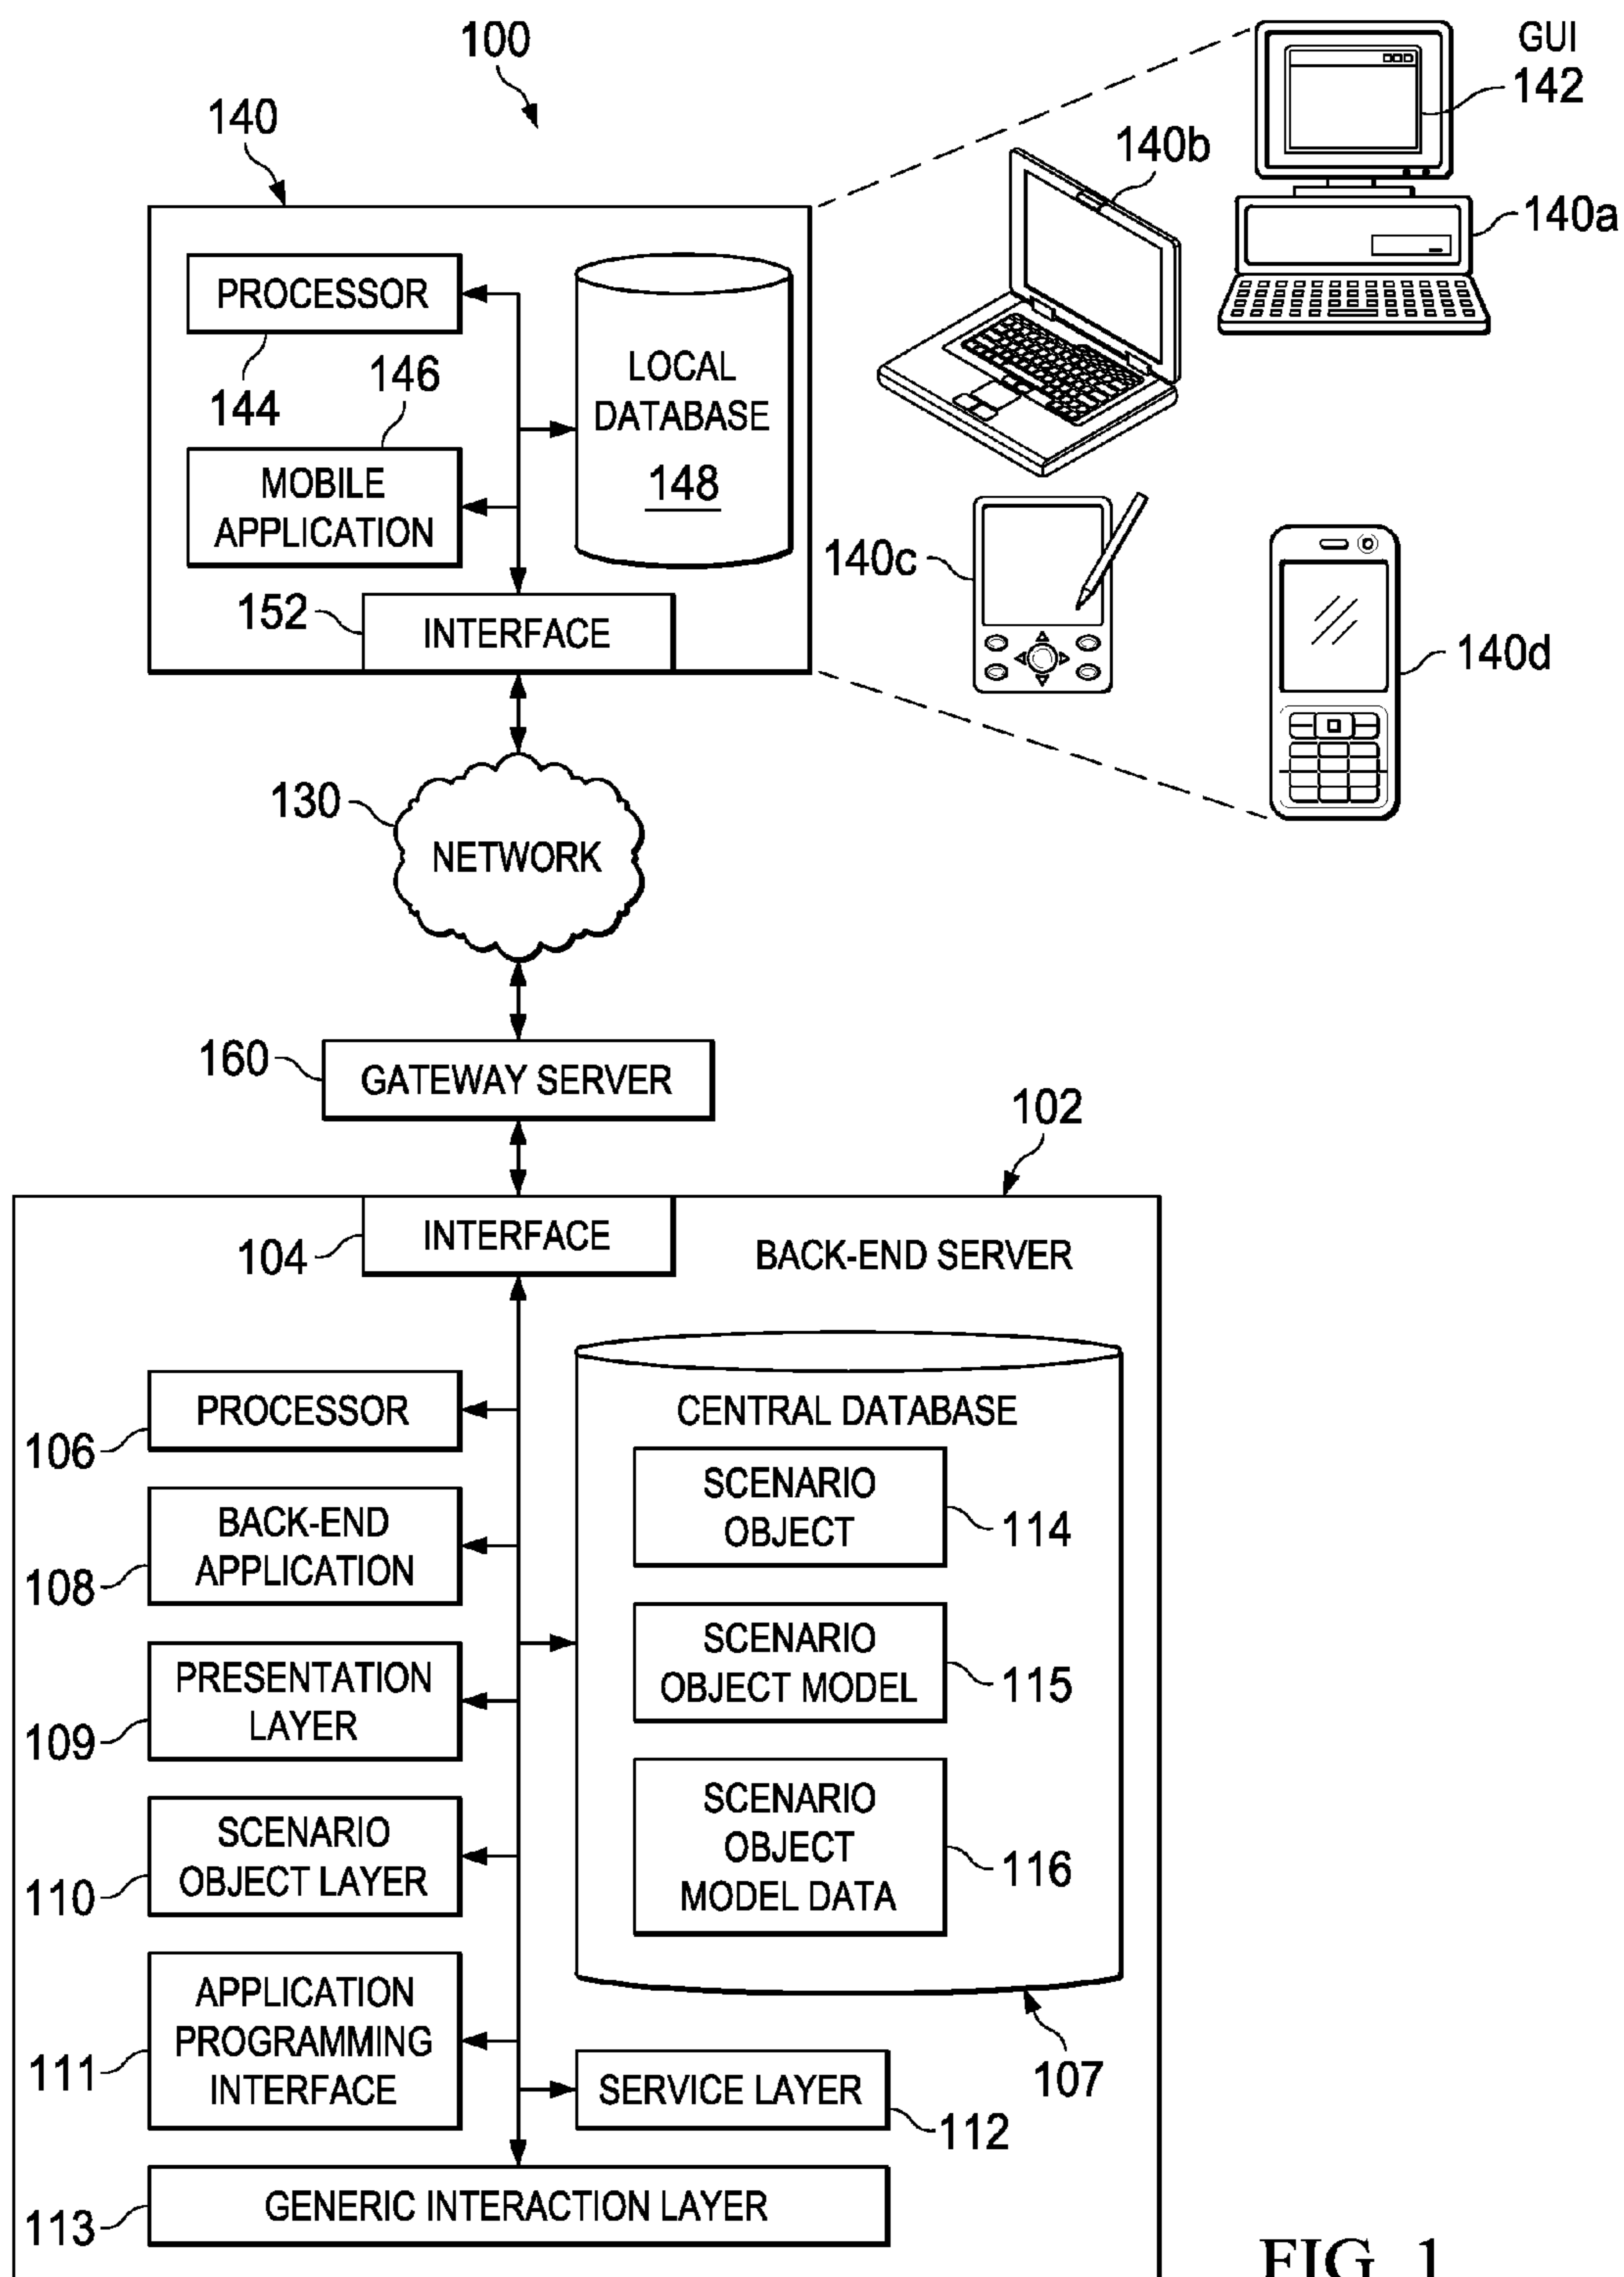 100
GUI
142
140
140b
140a
PROCESSOR
144
LOCAL
DATABASE
148
146
MOBILE
APPLICATION
152
INTERFACE
140c
140d
130
NETWORK
160
GATEWAY SERVER
102
104
INTERFACE
BACK-END SERVER
PROCESSOR
106
BACK-END
APPLICATION
108
PRESENTATION
LAYER
109
SCENARIO
OBJECT LAYER
110
APPLICATION
PROGRAMMING
INTERFACE
111
CENTRAL DATABASE
SCENARIO
OBJECT
114
SCENARIO
OBJECT MODEL
115
SCENARIO
OBJECT
MODEL DATA
116
107
SERVICE LAYER
112
GENERIC INTERACTION LAYER
113
FIG. 1